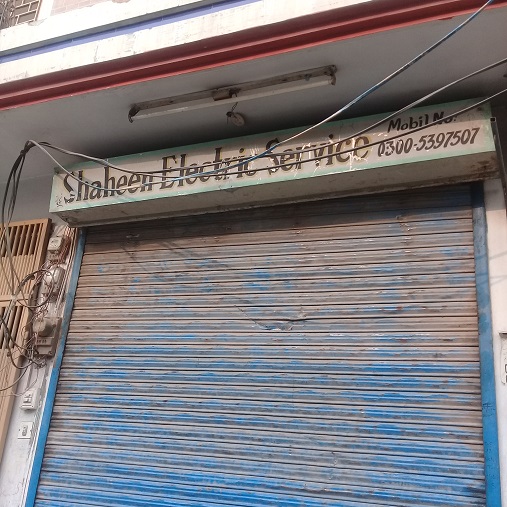 Shaheen Electric Service
Mobil No.
0300-5397507